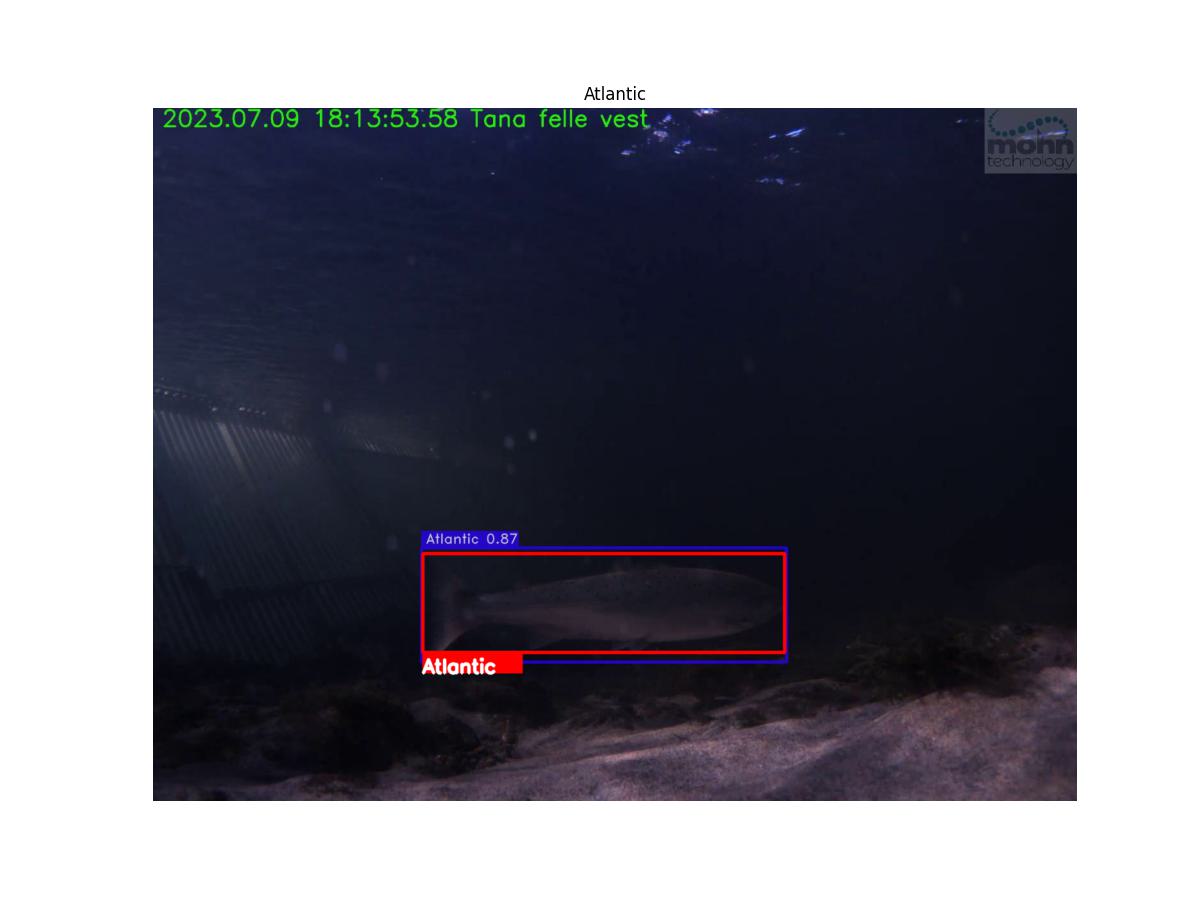 Atlantic
2023.07.09 18:13:53.58 Tana felle vest
mohn
technology
Atlantic 0.87
Atlantic